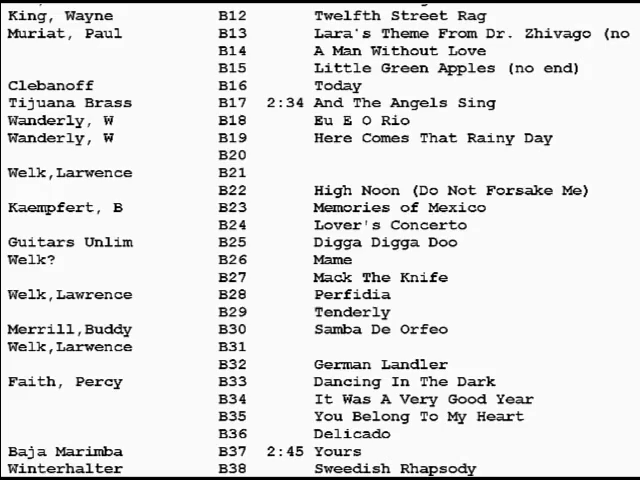 King, Wayne B12 Twelfth Street Rag
Muriat, Paul B13 Lara's Theme From Dr. Zhivago (no
B14 A Man Without Love
B15 Little Green Apples (no end)
Clebanoff B16 Today
Tijuana Brass B17 2:34 And The Angels Sing
Wanderly, W B18 Eu E O Rio
Wanderly, W B19 Here Comes That Rainy Day
B20
Welk,Larwence B21
B22 High Noon (Do Not Forsake Me)
Kaempfert, B B23 Memories of Mexico
B24 Lover's Concerto
Guitars Unlim B25 Digga Digga Doo
Welk? B26 Mame
B27 Mack The Knife
Welk,Lawrence B28 Perfidia
B29 Tenderly
Merrill,Buddy B30 Samba De Orfeo
Welk,Larwence B31
B32 German Landler
Faith, Percy B33 Dancing In The Dark
B34 It Was A Very Good Year
B35 You Belong To My Heart
B36 Delicado
Baja Marimba B37 2:45 Yours
Winterhalter B38 Sweedish Rhapsody